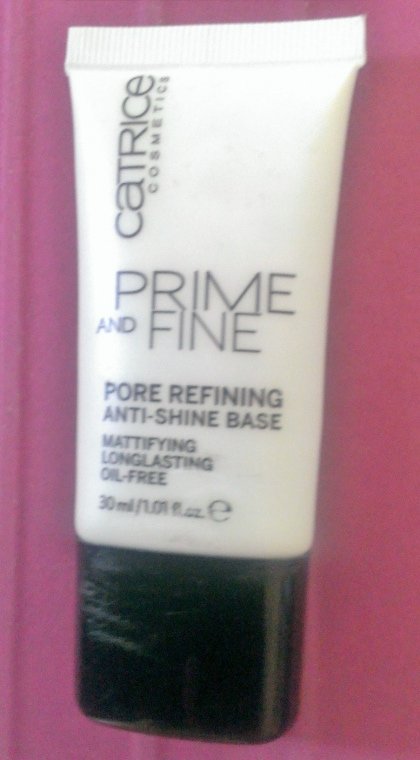 CATRICE
COSMETICS
PRIME
AND FINE
PORE REFINING
ANTI-SHINE BASE
MATTIFYING
LONGLASTING
OIL-FREE
30 ml/1.01 fl.oz. ℮